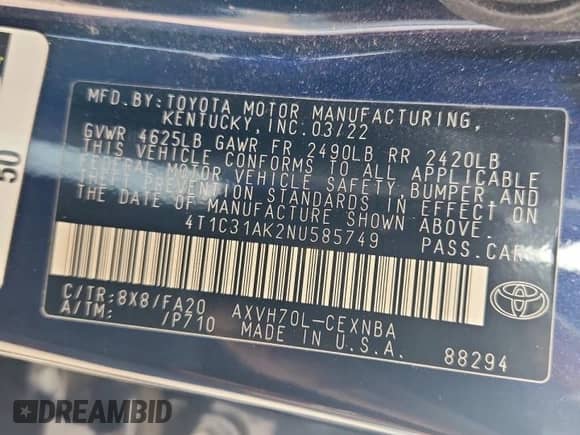 MFD.BY:TOYOTA MOTOR MANUFACTURING,
KENTUCKY, INC.03/22
GVWR 4625LB GAWR FR 2490LB RR 2420LB
THIS VEHICLE CONFORMS TO ALL APPLICABLE
FEDERAL MOTOR VEHICLE SAFETY, BUMPER,AND
THEFT PREVENTION STANDARDS IN EFFECT ON
THE DATE OF MANUFACTURE SHOWN ABOVE.
4T1C31AK2NU585749 PASS.CAR
C/TR:8X8/FA20 AXVH70L-CEXNBA
A/TM: /P710 MADE IN U.S.A.
88294
50
DREAMBID